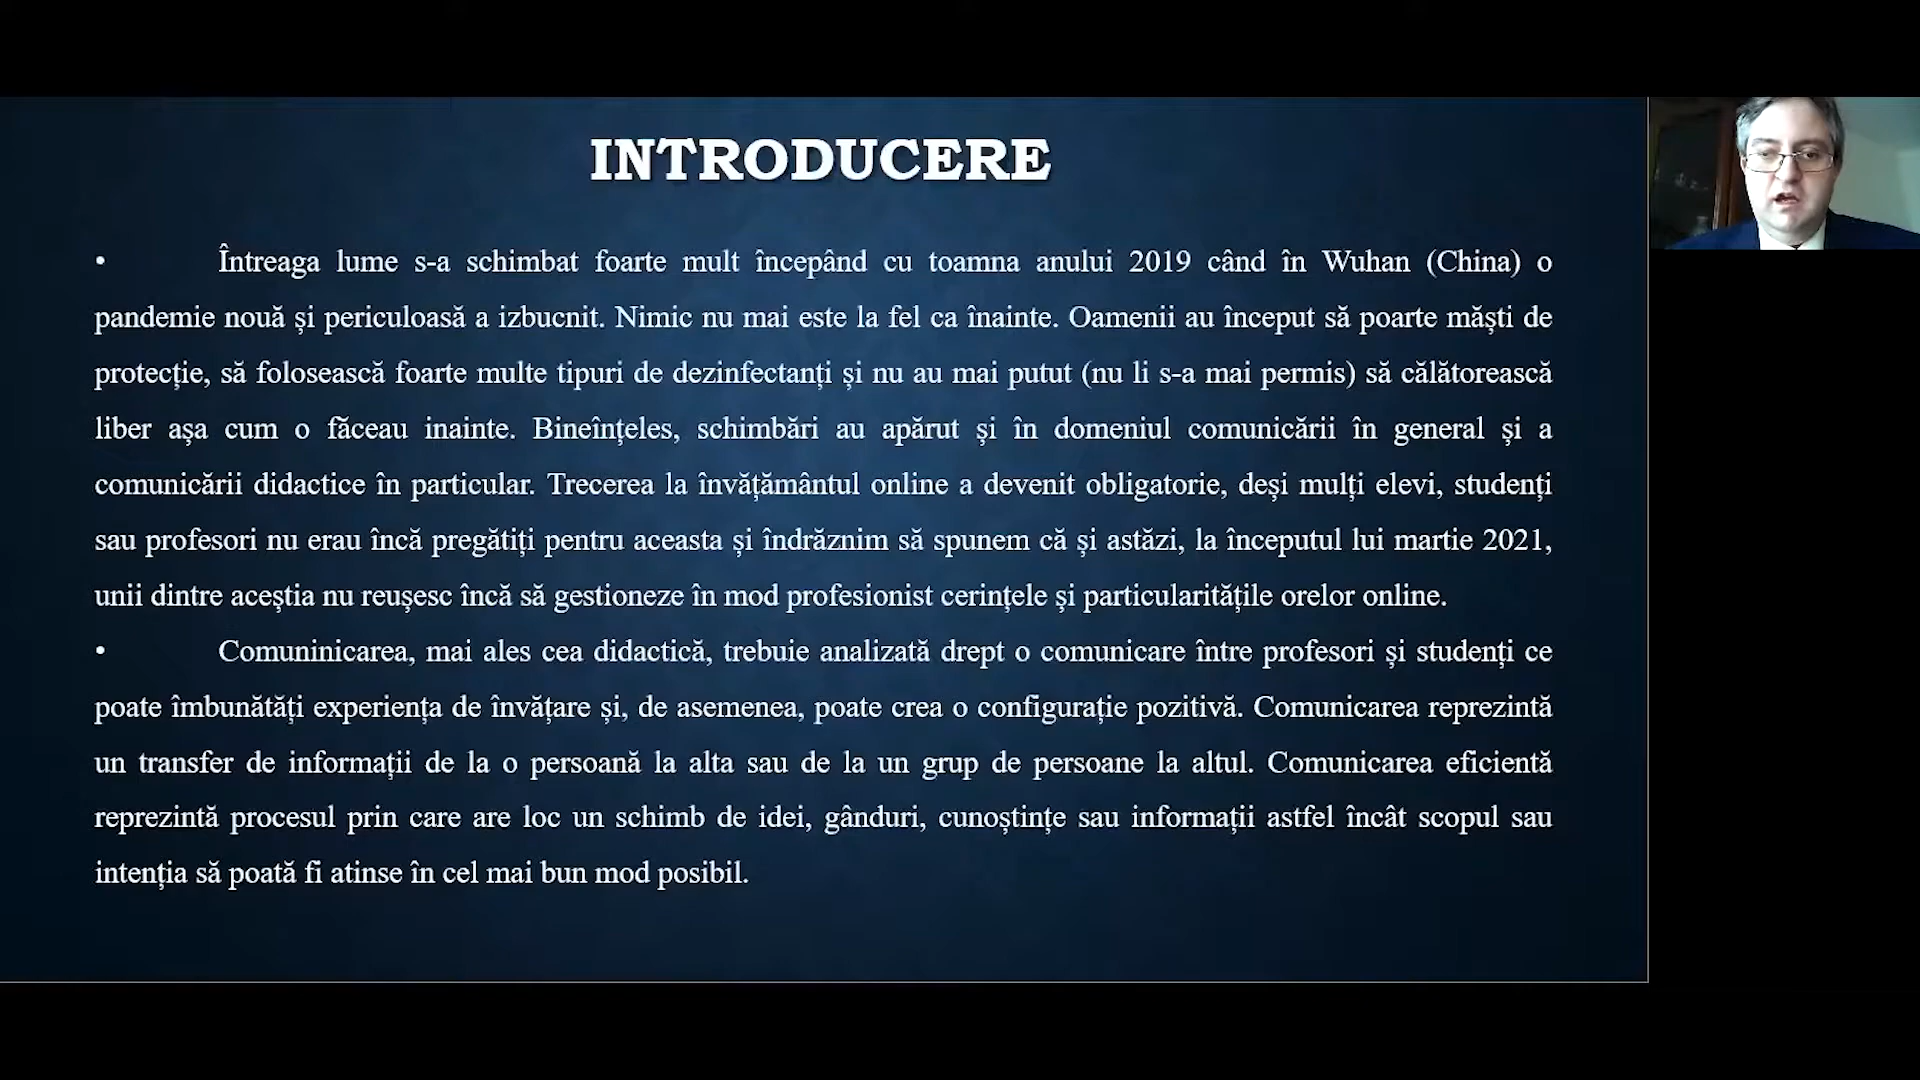 INTRODUCERE
• Întreaga lume s-a schimbat foarte mult începând cu toamna anului 2019 când în Wuhan (China) o
pandemie nouă și periculoasă a izbucnit. Nimic nu mai este la fel ca înainte. Oamenii au început să poarte măști de
protecție, să folosească foarte multe tipuri de dezinfectanți și nu au mai putut (nu li s-a mai permis) să călătorească
liber așa cum o făceau inainte. Bineînțeles, schimbări au apărut și în domeniul comunicării în general și a
comunicării didactice în particular. Trecerea la învățământul online a devenit obligatorie, deși mulți elevi, studenți
sau profesori nu erau încă pregătiți pentru aceasta și îndrăznim să spunem că și astăzi, la începutul lui martie 2021,
unii dintre aceștia nu reușesc încă să gestioneze în mod profesionist cerințele și particularitățile orelor online.
• Comuninicarea, mai ales cea didactică, trebuie analizată drept o comunicare între profesori și studenți ce
poate îmbunătăți experiența de învățare și, de asemenea, poate crea o configurație pozitivă. Comunicarea reprezintă
un transfer de informații de la o persoană la alta sau de la un grup de persoane la altul. Comunicarea eficientă
reprezintă procesul prin care are loc un schimb de idei, gânduri, cunoștințe sau informații astfel încât scopul sau
intenția să poată fi atinse în cel mai bun mod posibil.